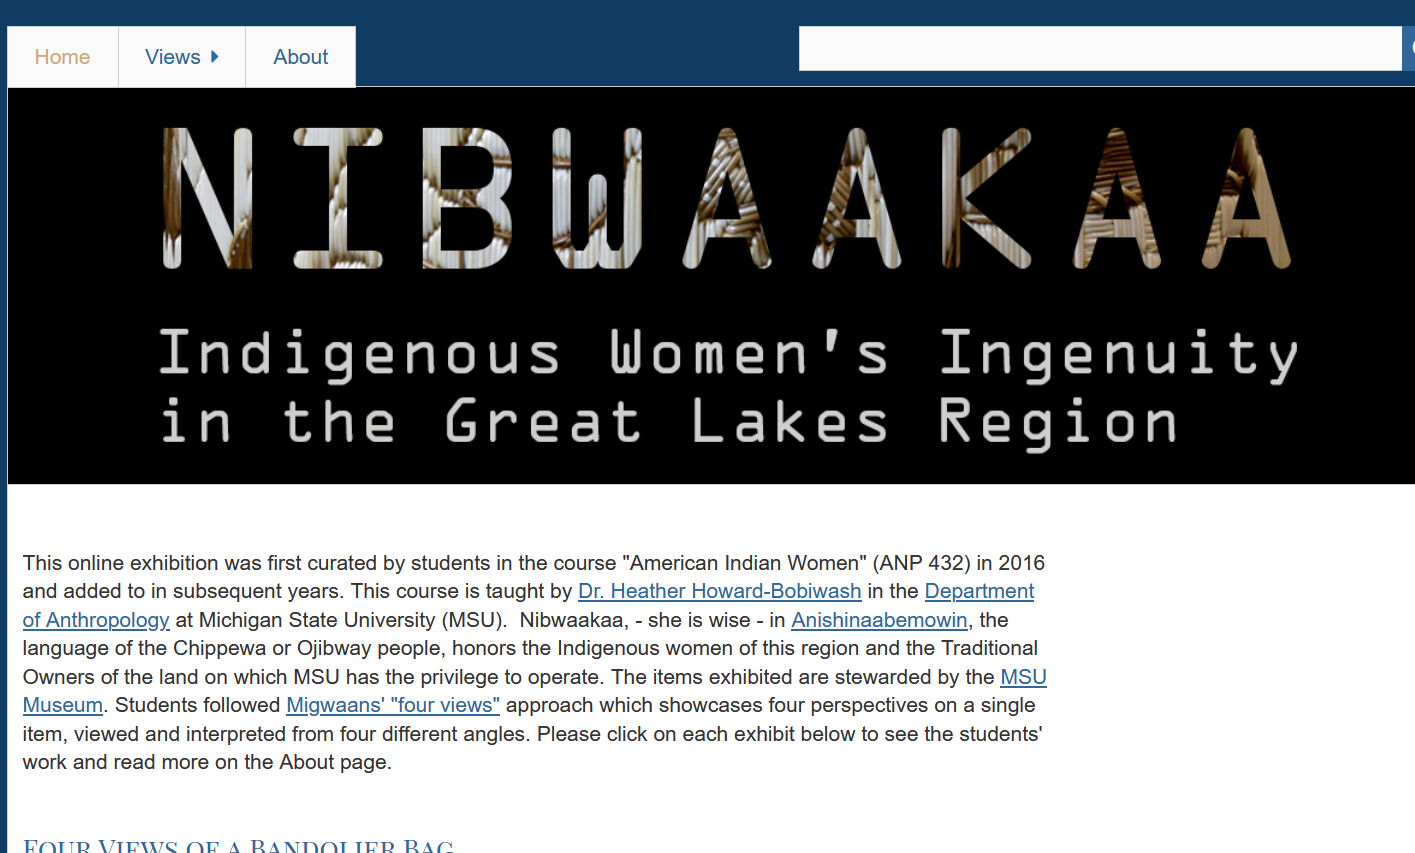 Home
Views
About
NIBWAAKAA
Indigenous Women's Ingenuity
in the Great Lakes Region
This online exhibition was first curated by students in the course "American Indian Women" (ANP 432) in 2016
and added to in subsequent years. This course is taught by Dr. Heather Howard-Bobiwash in the Department
of Anthropology at Michigan State University (MSU).  Nibwaakaa, - she is wise - in Anishinaabemowin, the
language of the Chippewa or Ojibway people, honors the Indigenous women of this region and the Traditional
Owners of the land on which MSU has the privilege to operate. The items exhibited are stewarded by the MSU
Museum. Students followed Migwaans' "four views" approach which showcases four perspectives on a single
item, viewed and interpreted from four different angles. Please click on each exhibit below to see the students'
work and read more on the About page.
Four Views of a Bandolier Bag